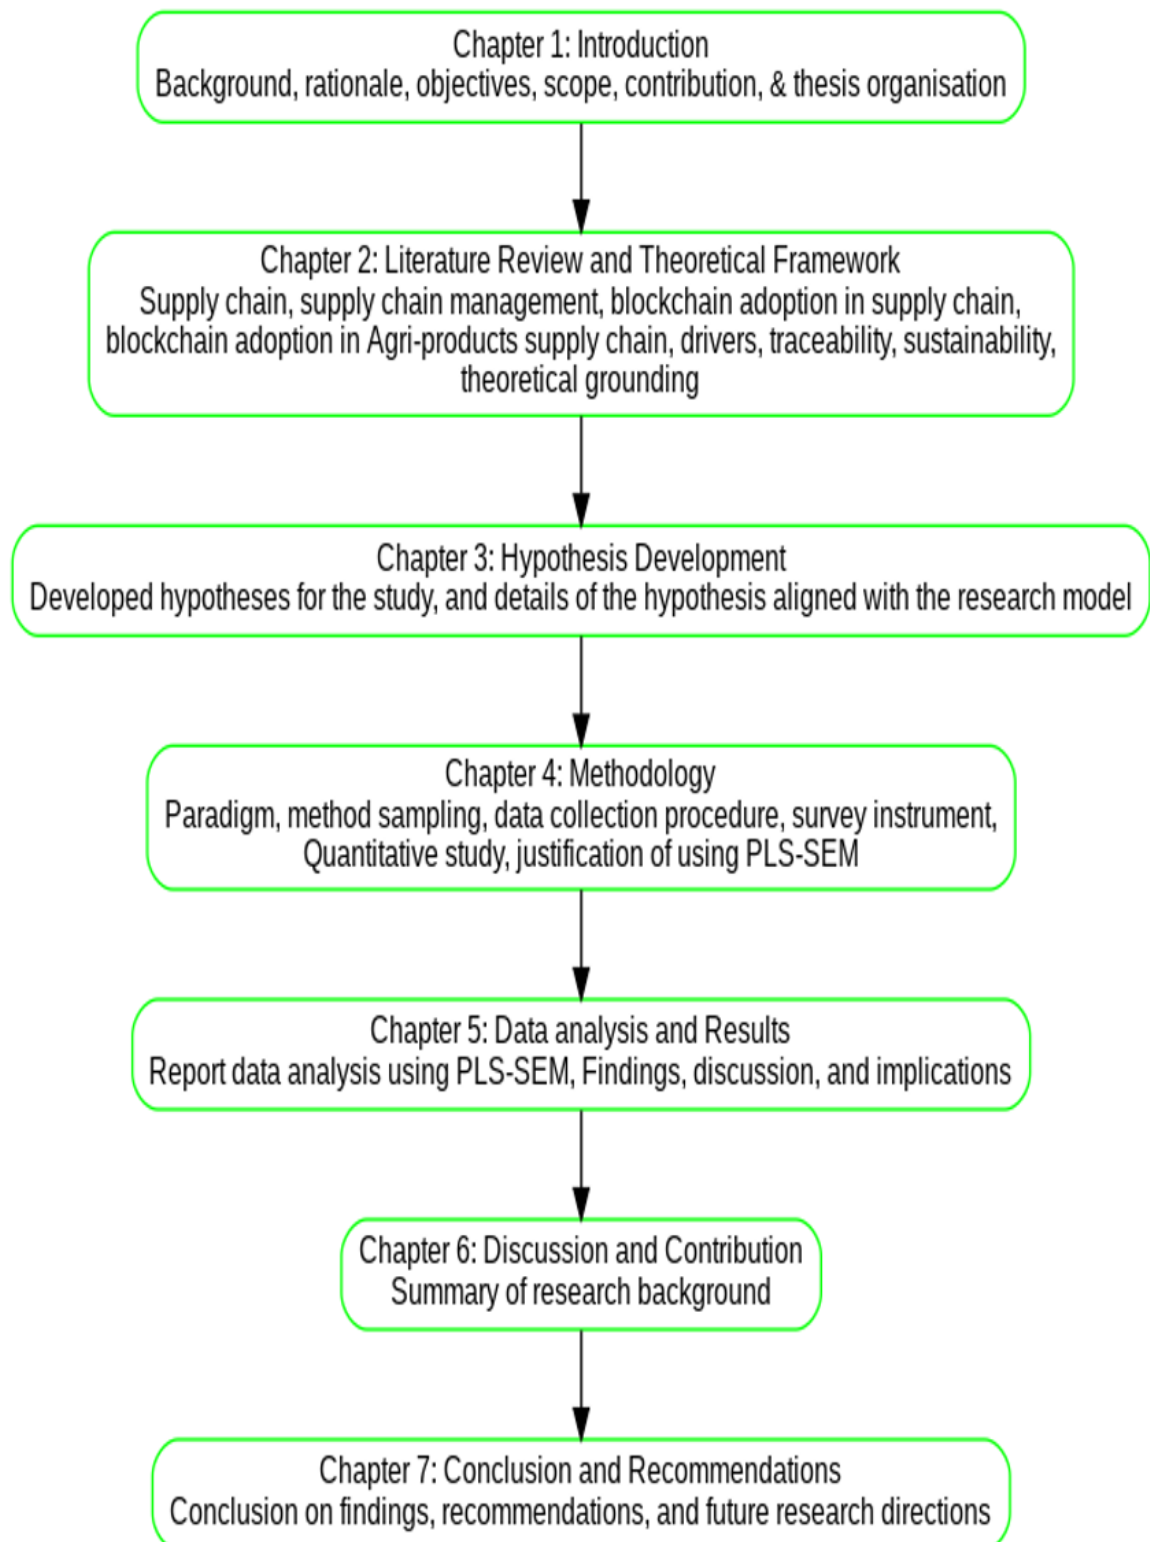 Chapter 1: Introduction
Background, rationale, objectives, scope, contribution, & thesis organisation
Chapter 2: Literature Review and Theoretical Framework
Supply chain, supply chain management, blockchain adoption in supply chain,
blockchain adoption in Agri-products supply chain, drivers, traceability, sustainability,
theoretical grounding
Chapter 3: Hypothesis Development
Developed hypotheses for the study, and details of the hypothesis aligned with the research model
Chapter 4: Methodology
Paradigm, method sampling, data collection procedure, survey instrument,
Quantitative study, justification of using PLS-SEM
Chapter 5: Data analysis and Results
Report data analysis using PLS-SEM, Findings, discussion, and implications
Chapter 6: Discussion and Contribution
Summary of research background
Chapter 7: Conclusion and Recommendations
Conclusion on findings, recommendations, and future research directions